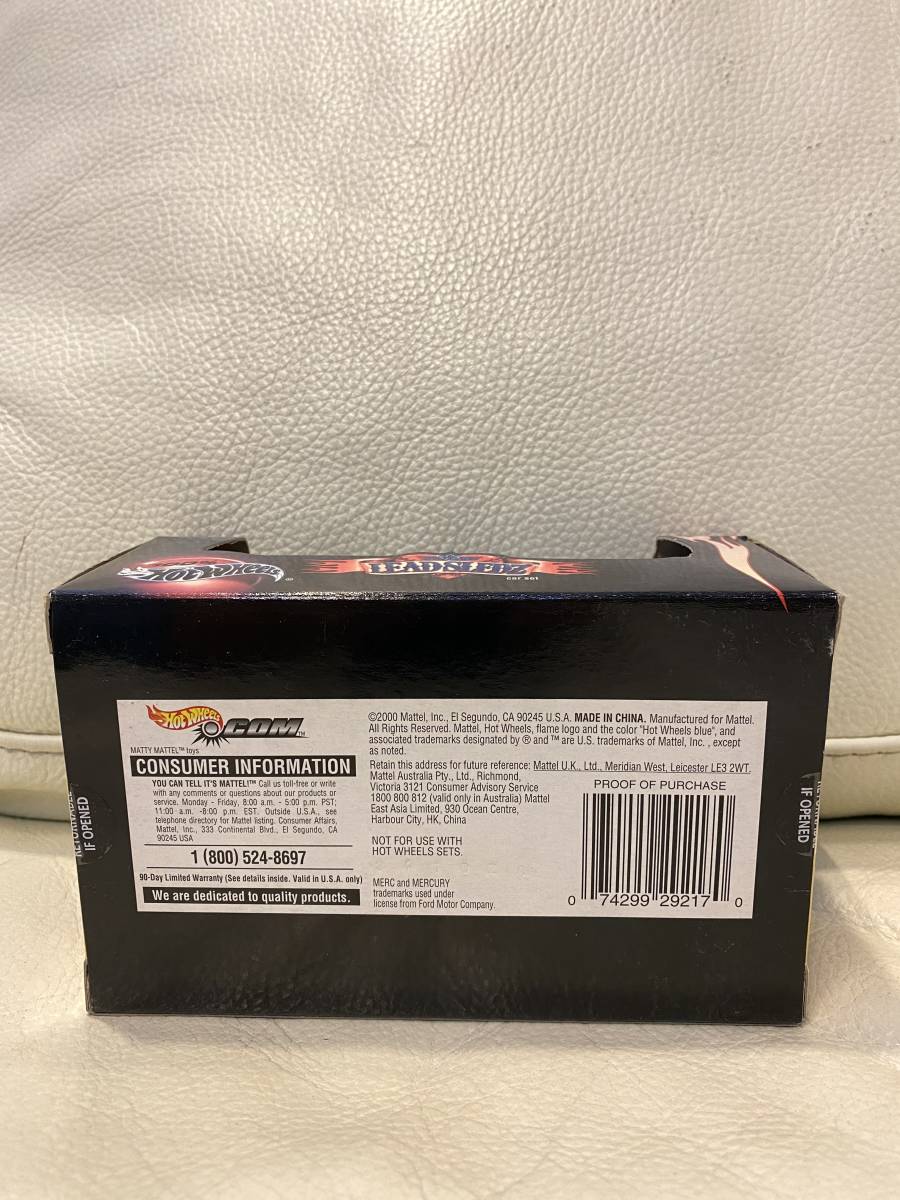 Hot Wheels®
LEAD SLEDZ
car set
Hot Wheels
.COM™
MATTY MATTEL™ toys
CONSUMER INFORMATION
YOU CAN TELL IT'S MATTEL!™ Call us toll-free or write
with any comments or questions about our products or
service. Monday - Friday, 8:00 a.m. - 5:00 p.m. PST;
11:00 a.m. -8:00 p.m. EST. Outside U.S.A., see
telephone directory for Mattel listing. Consumer Affairs,
Mattel, Inc., 333 Continental Blvd., El Segundo, CA
90245 USA
1 (800) 524-8697
90-Day Limited Warranty (See details inside. Valid in U.S.A. only)
We are dedicated to quality products.
©2000 Mattel, Inc., El Segundo, CA 90245 U.S.A. MADE IN CHINA. Manufactured for Mattel.
All Rights Reserved. Mattel, Hot Wheels, flame logo and the color "Hot Wheels blue", and
associated trademarks designated by ® and ™ are U.S. trademarks of Mattel, Inc. , except
as noted.
Retain this address for future reference: Mattel U.K., Ltd., Meridian West, Leicester LE3 2WT.
Mattel Australia Pty., Ltd., Richmond,
Victoria 3121 Consumer Advisory Service
1800 800 812 (valid only in Australia) Mattel
East Asia Limited, 930 Ocean Centre,
Harbour City, HK, China
NOT FOR USE WITH
HOT WHEELS SETS.
MERC and MERCURY
trademarks used under
license from Ford Motor Company.
PROOF OF PURCHASE
0 74299 29217 0
IF OPENED
IF OPENED